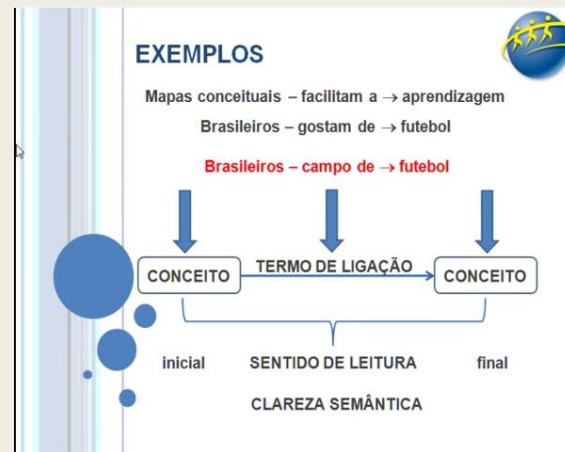 EXEMPLOS
Mapas conceituais – facilitam a → aprendizagem
Brasileiros – gostam de → futebol
Brasileiros – campo de → futebol
CONCEITO
TERMO DE LIGAÇÃO
CONCEITO
inicial
SENTIDO DE LEITURA
final
CLAREZA SEMÂNTICA